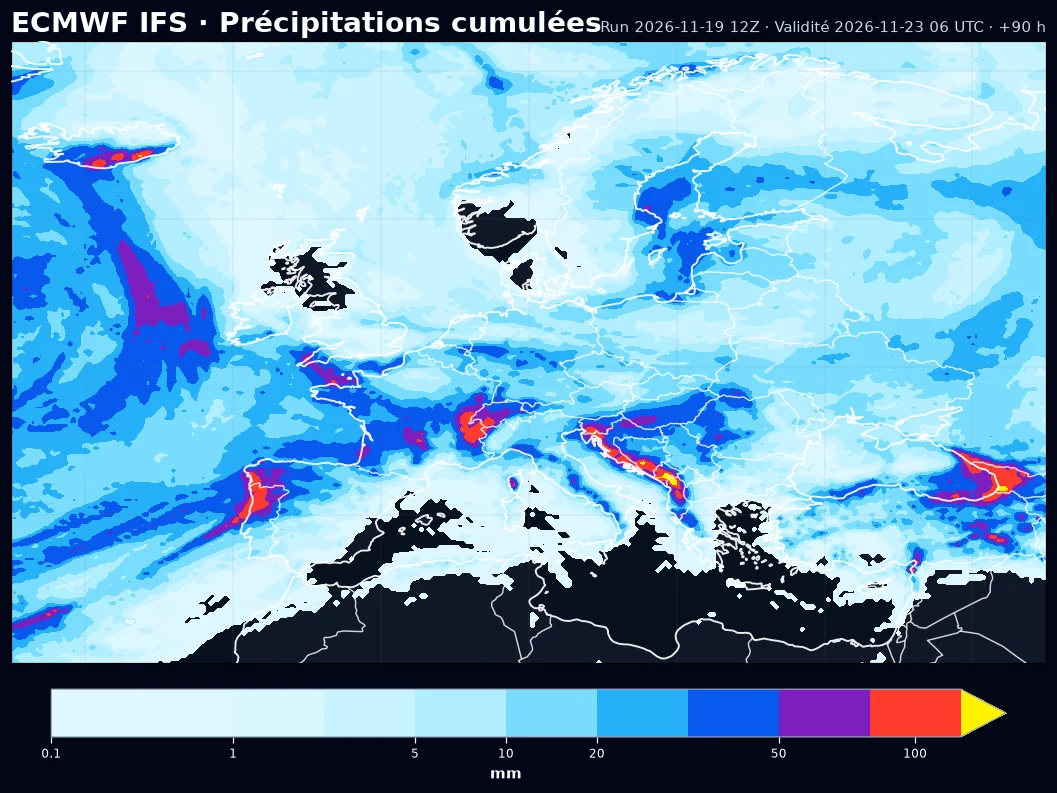 ECMWF IFS · Précipitations cumulées
Run 2026-11-19 12Z · Validité 2026-11-23 06 UTC · +90 h
0.1 1 5 10 20 50 100
mm